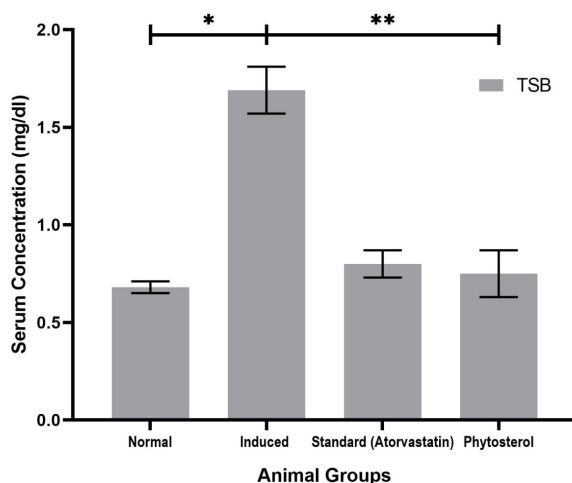 * **
2.0
TSB
1.5
1.0
0.5
0.0
Serum Concentration (mg/dl)
Normal Induced Standard (Atorvastatin) Phytosterol
Animal Groups